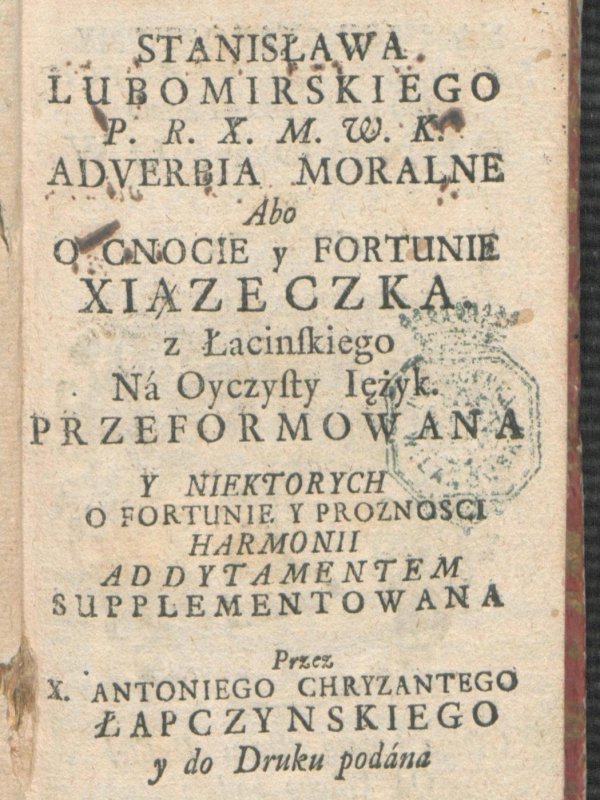 STANISŁAWA
LUBOMIRSKIEGO
P. R. X. M. W. K.
ADVERBIA MORALNE
Abo
O CNOCIE y FORTUNIE
XIĄZECZKA.
z Łacinſkiego
Ná Oyczyſty Ięzyk.
PRZEFORMOWANA
Y NIEKTORYCH
O FORTUNIE Y PROZNOSCI
HARMONII
ADDYTAMENTEM
SUPPLEMENTOWANA
Przez
X. ANTONIEGO CHRYZANTEGO
ŁAPCZYNSKIEGO
y do Druku podána